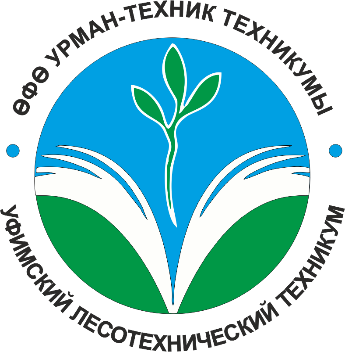 ӨФӨ УРМАН-ТЕХНИК ТЕХНИКУМЫ
УФИМСКИЙ ЛЕСОТЕХНИЧЕСКИЙ ТЕХНИКУМ